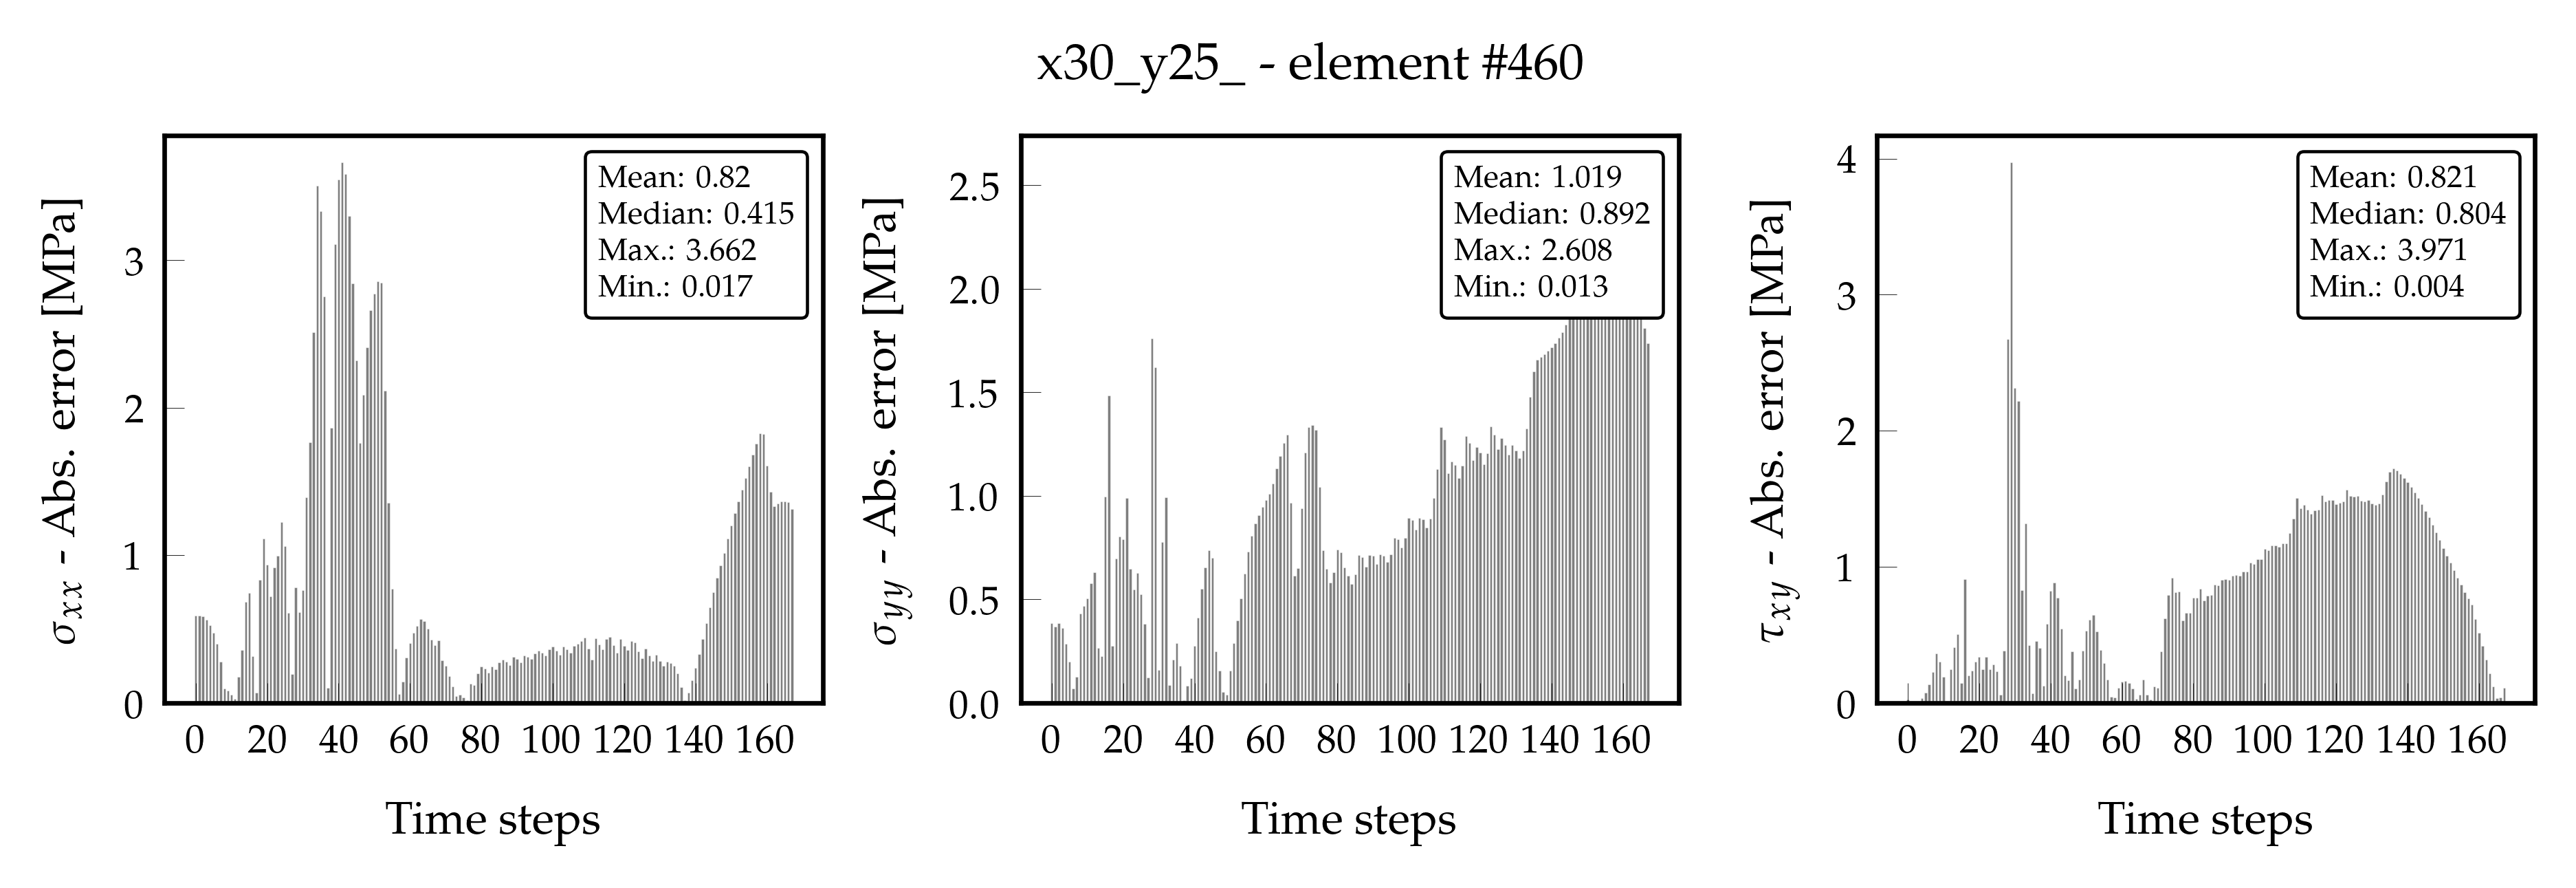 x30_y25_ - element #460
σxx - Abs. error [MPa]
3
2
1
0
0 20 40 60 80 100 120 140 160
Time steps
Mean: 0.82
Median: 0.415
Max.: 3.662
Min.: 0.017
σyy - Abs. error [MPa]
2.5
2.0
1.5
1.0
0.5
0.0
0 20 40 60 80 100 120 140 160
Time steps
Mean: 1.019
Median: 0.892
Max.: 2.608
Min.: 0.013
τxy - Abs. error [MPa]
4
3
2
1
0
0 20 40 60 80 100 120 140 160
Time steps
Mean: 0.821
Median: 0.804
Max.: 3.971
Min.: 0.004